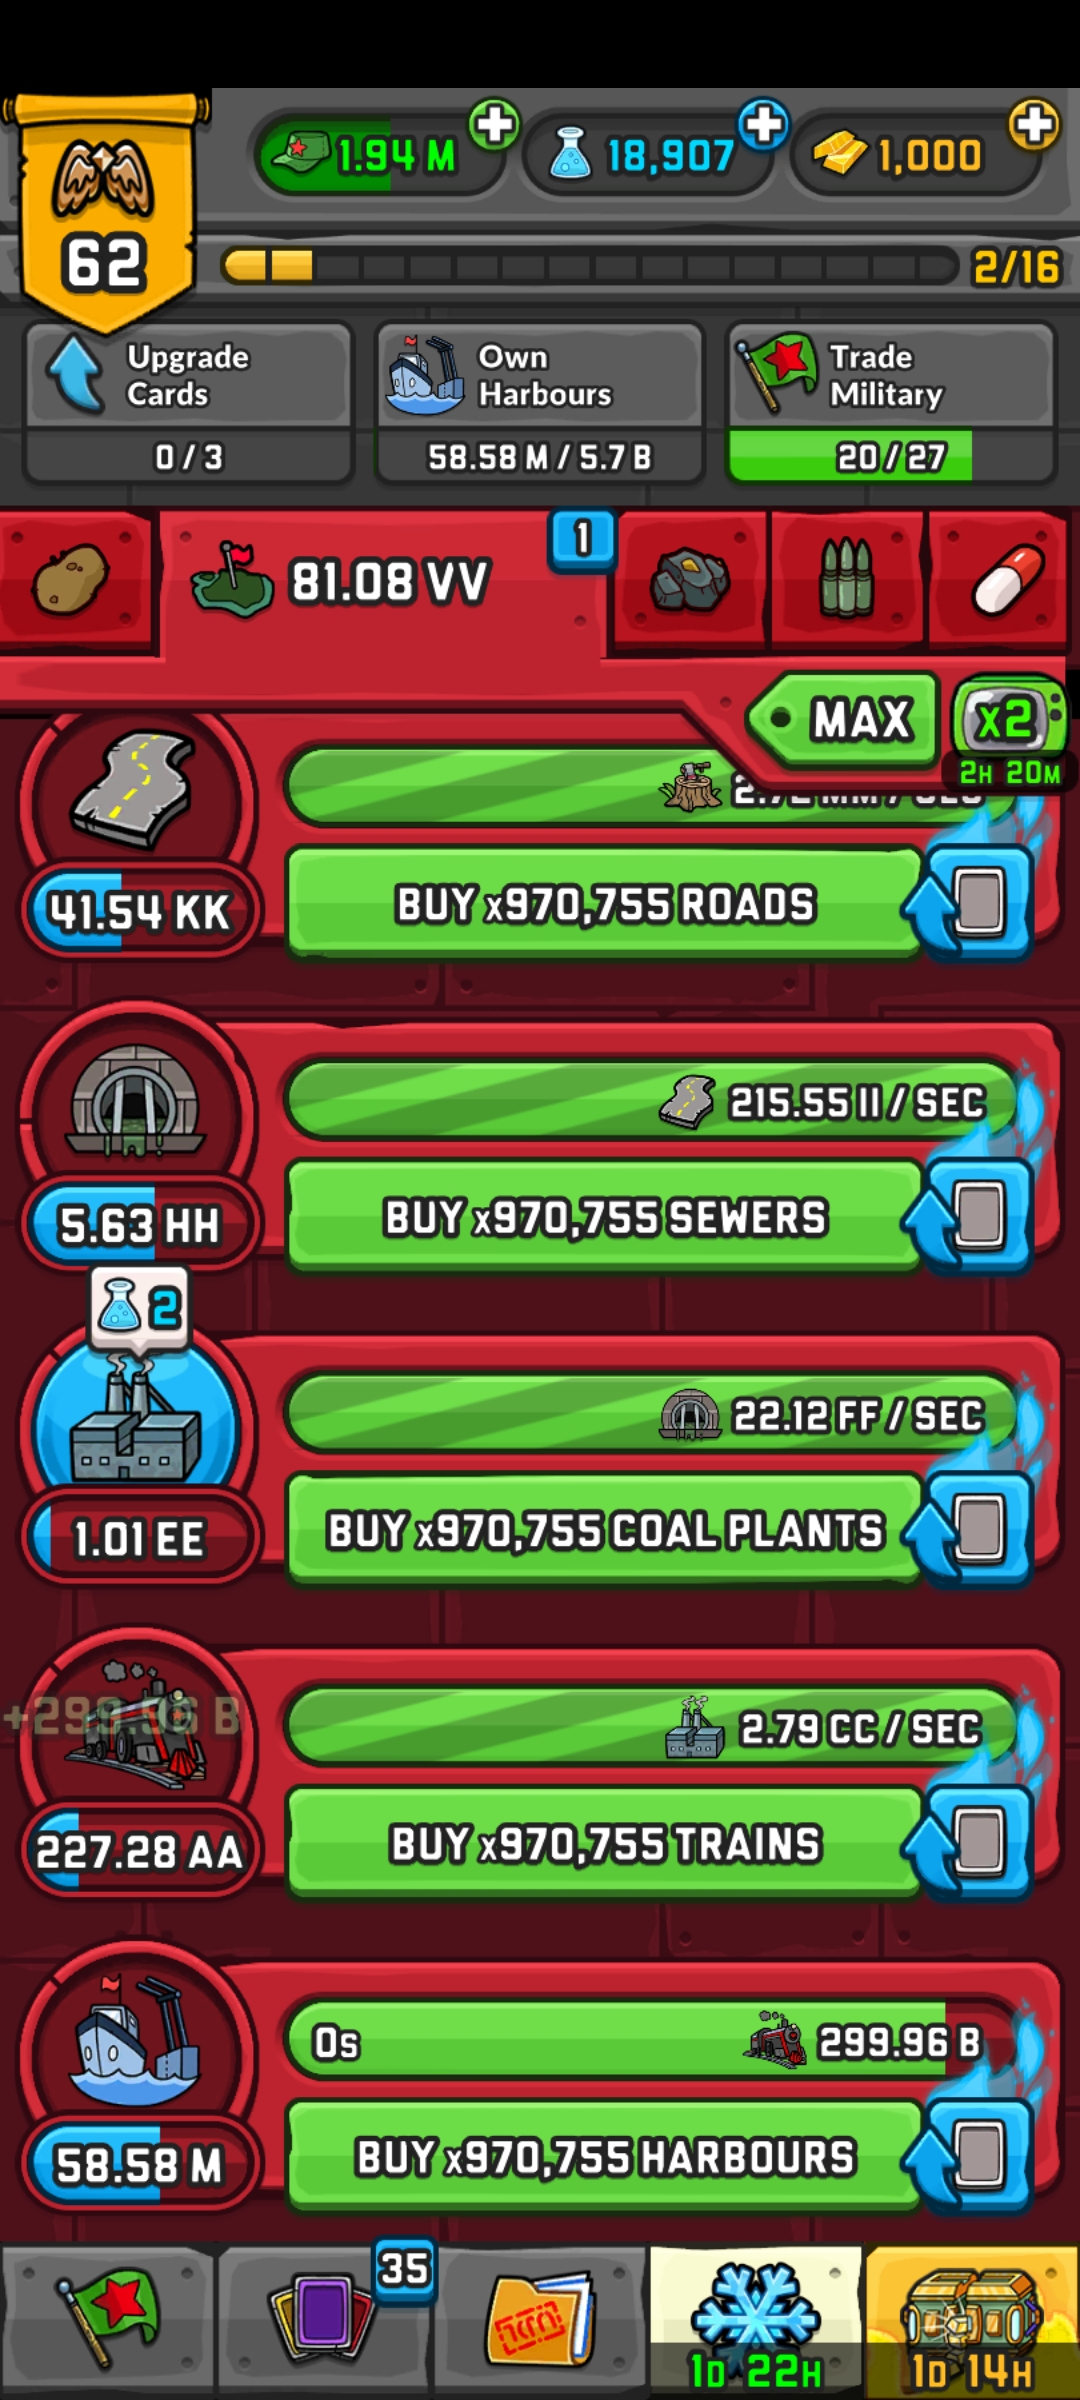 1.94 M
18,907
1,000
62
2/16
Upgrade
Cards
0 / 3
Own
Harbours
58.58 M / 5.7 B
Trade
Military
20 / 27
81.08 VV
1
MAX
x2
2H 20M
41.54 KK
BUY x970,755 ROADS
215.55 II / SEC
5.63 HH
BUY x970,755 SEWERS
2
22.12 FF / SEC
1.01 EE
BUY x970,755 COAL PLANTS
2.79 CC / SEC
227.28 AA
BUY x970,755 TRAINS
0s
299.96 B
58.58 M
BUY x970,755 HARBOURS
35
1D 22H
1D 14H